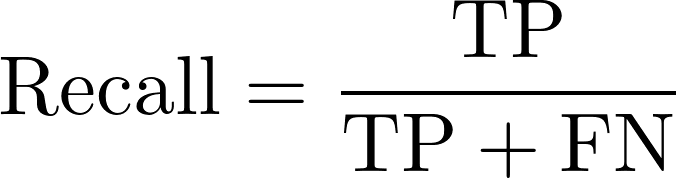 Recall = TP / TP + FN